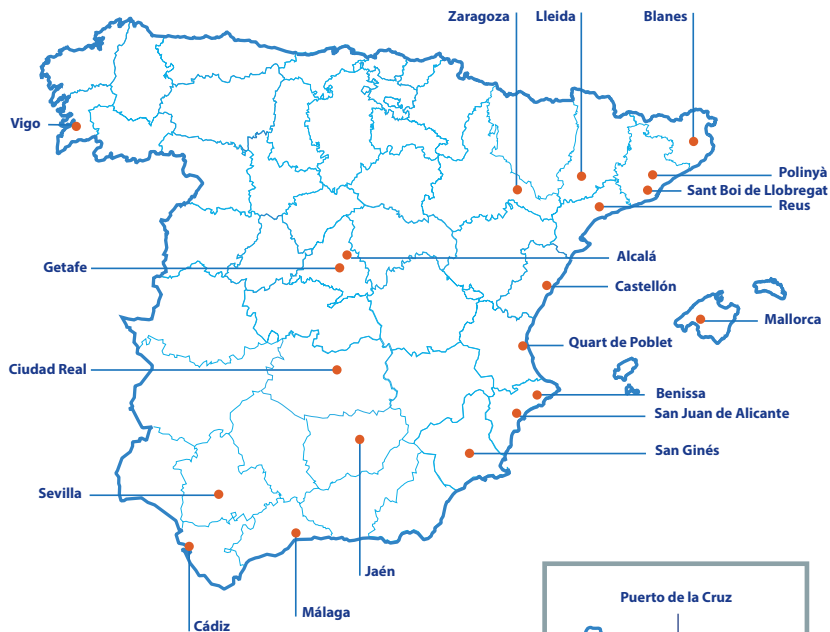 Zaragoza
Lleida
Blanes
Vigo
Polinyà
Sant Boi de Llobregat
Reus
Alcalá
Getafe
Castellón
Mallorca
Quart de Poblet
Ciudad Real
Benissa
San Juan de Alicante
San Ginés
Sevilla
Jaén
Puerto de la Cruz
Málaga
Cádiz